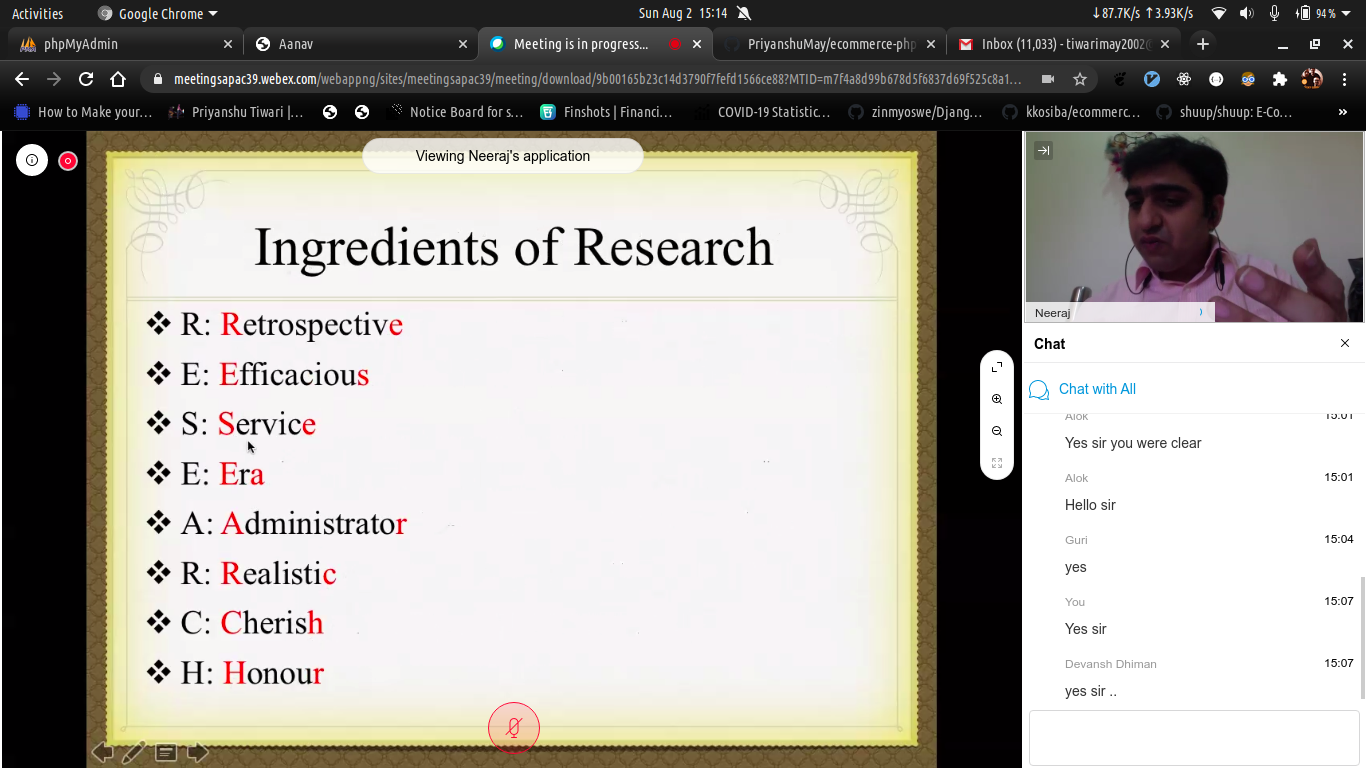 Activities
Google Chrome
Sun Aug 2 15:14
↓87.7K/s ↑3.93K/s
94 %
phpMyAdmin
Aanav
Meeting is in progress...
PriyanshuMay/ecommerce-php
Inbox (11,033) - tiwarimay2002@
meetingsapac39.webex.com/webappng/sites/meetingsapac39/meeting/download/9b00165b23c14d3790f7fefd1566ce88?MTID=m7f4a8d99b678d5f6837d69f525c8a1...
How to Make your...
Priyanshu Tiwari |...
Notice Board for s...
Finshots | Financi...
COVID-19 Statistic...
zinmyoswe/Djang...
kkosiba/ecommerc...
shuup/shuup: E-Co...
»
Viewing Neeraj's application
Ingredients of Research
❖ R: Retrospective
❖ E: Efficacious
❖ S: Service
❖ E: Era
❖ A: Administrator
❖ R: Realistic
❖ C: Cherish
❖ H: Honour
Neeraj
Chat
Chat with All
Alok 15:01
Yes sir you were clear
Alok 15:01
Hello sir
Guri 15:04
yes
You 15:07
Yes sir
Devansh Dhiman 15:07
yes sir ..